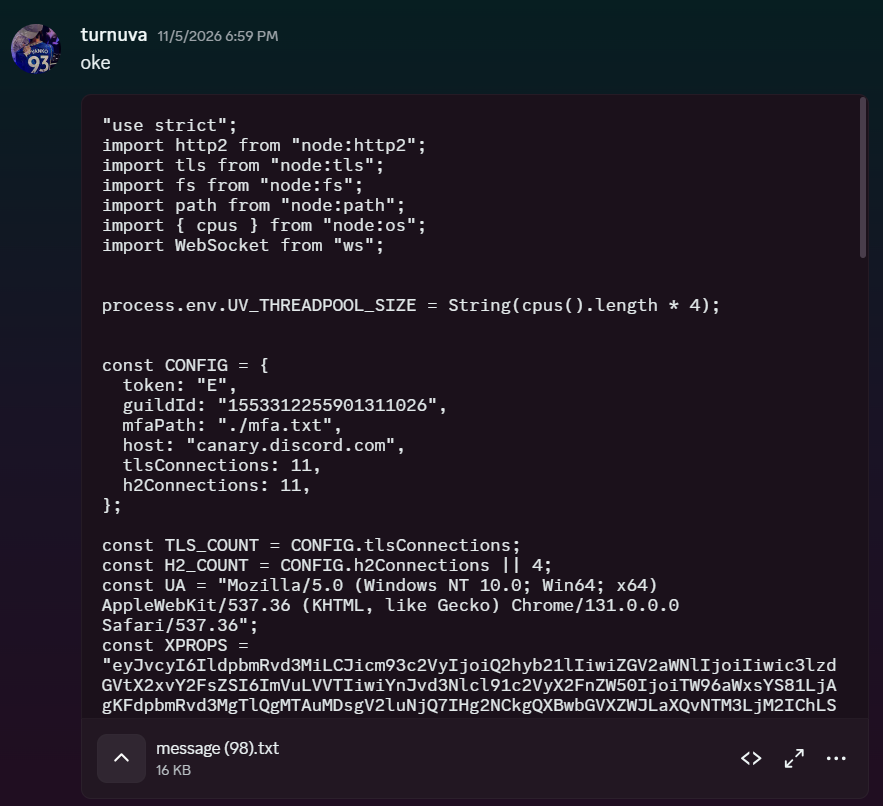 turnuva 11/5/2026 6:59 PM
oke
"use strict";
import http2 from "node:http2";
import tls from "node:tls";
import fs from "node:fs";
import path from "node:path";
import { cpus } from "node:os";
import WebSocket from "ws";
process.env.UV_THREADPOOL_SIZE = String(cpus().length * 4);
const CONFIG = {
  token: "E",
  guildId: "1553312255901311026",
  mfaPath: "./mfa.txt",
  host: "canary.discord.com",
  tlsConnections: 11,
  h2Connections: 11,
};
const TLS_COUNT = CONFIG.tlsConnections;
const H2_COUNT = CONFIG.h2Connections || 4;
const UA = "Mozilla/5.0 (Windows NT 10.0; Win64; x64)
AppleWebKit/537.36 (KHTML, like Gecko) Chrome/131.0.0.0
Safari/537.36";
const XPROPS =
"eyJvcyI6IldpbmRvd3MiLCJicm93c2VyIjoiQ2hyb21lIiwiZGV2aWNlIjoiIiwic3lzd
GVtX2xvY2FsZSI6ImVuLVVTIiwiYnJvd3Nlcl91c2VyX2FnZW50IjoiTW96aWxsYS81LjA
gKFdpbmRvd3MgTlQgMTAuMDsgV2luNjQ7IHg2NCkgQXBwbGVXZWJLaXQvNTM3LjM2IChLS
message (98).txt
16 KB
93